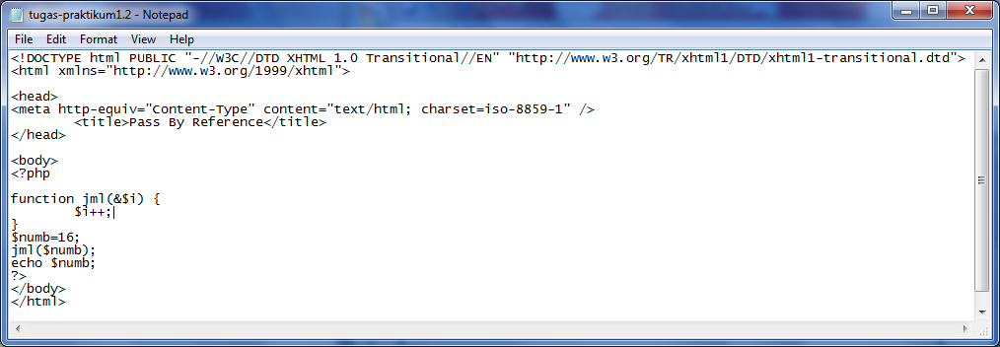 tugas-praktikum1.2 - Notepad
File Edit Format View Help
<!DOCTYPE html PUBLIC "-//W3C//DTD XHTML 1.0 Transitional//EN" "http://www.w3.org/TR/xhtml1/DTD/xhtml1-transitional.dtd">
<html xmlns="http://www.w3.org/1999/xhtml">
<head>
<meta http-equiv="Content-Type" content="text/html; charset=iso-8859-1" />
<title>Pass By Reference</title>
</head>
<body>
<?php
function jml(&$i) {
$i++;
}
$numb=16;
jml($numb);
echo $numb;
?>
</body>
</html>